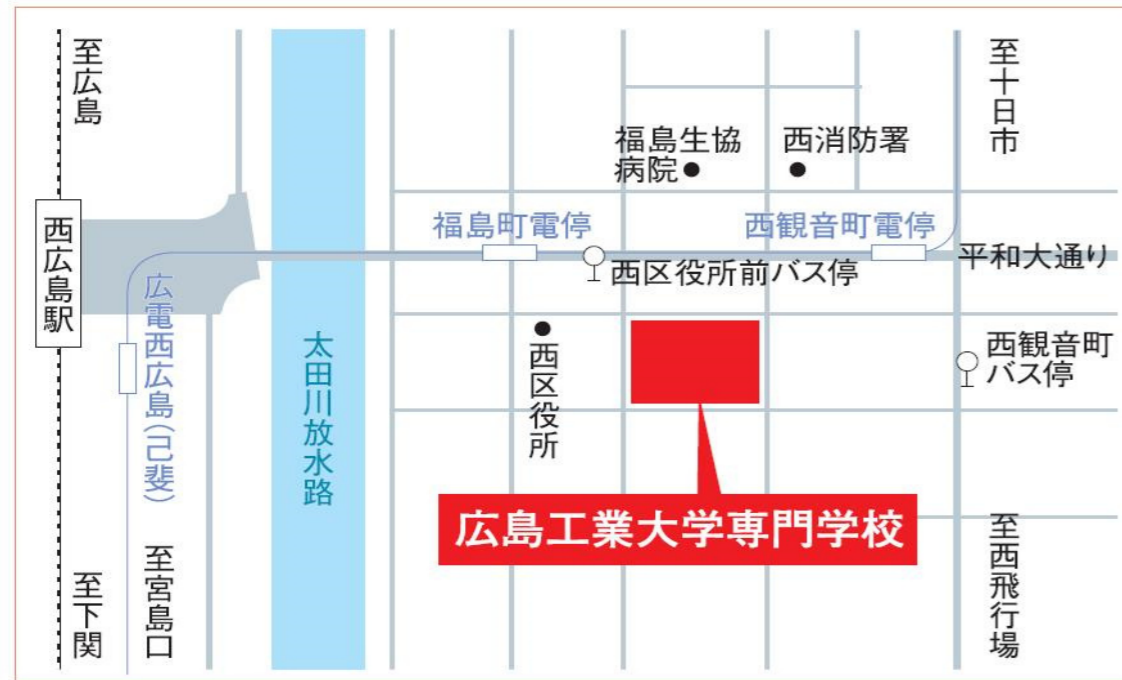 至広島
至十日市
福島生協
病院
西消防署
福島町電停
西観音町電停
西広島駅
平和大通り
西区役所前バス停
広電西広島(己斐)
太田川放水路
西区役所
西観音町
バス停
広島工業大学専門学校
至下関
至宮島口
至西飛行場